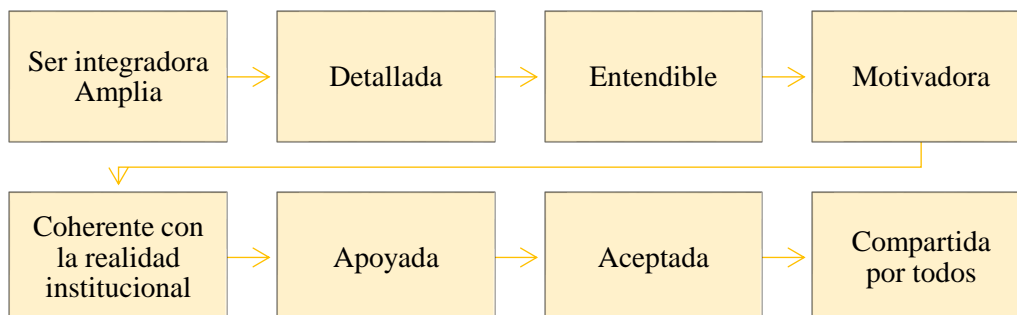 Ser integradora
Amplia
Detallada
Entendible
Motivadora
Coherente con
la realidad
institucional
Apoyada
Aceptada
Compartida
por todos